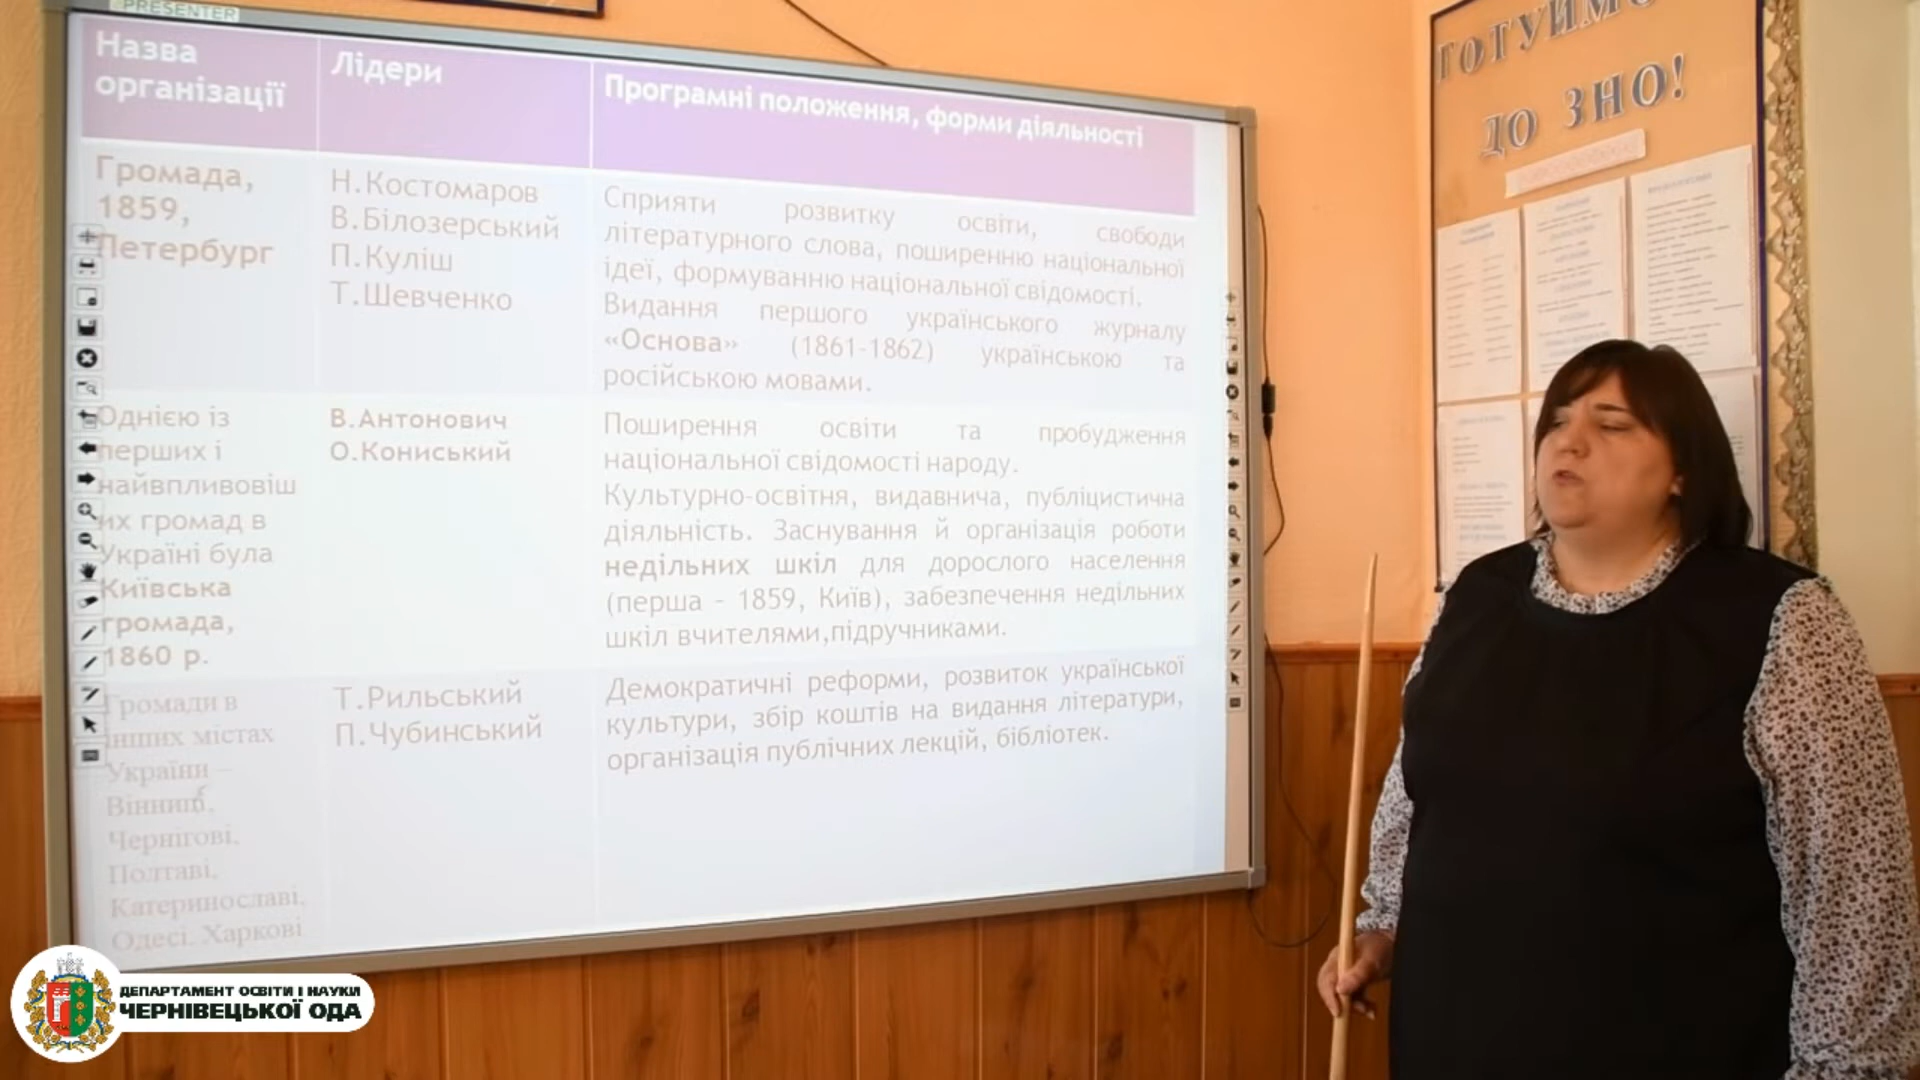 PRESENTER
Назва
організації
Лідери
Програмні положення, форми діяльності
Громада,
1859,
Петербург
Н.Костомаров
В.Білозерський
П.Куліш
Т.Шевченко
Сприяти розвитку освіти, свободи
літературного слова, поширенню національної
ідеї, формуванню національної свідомості.
Видання першого українського журналу
«Основа» (1861-1862) українською та
російською мовами.
Однією із
перших і
найвпливовіш
их громад в
Україні була
Київська
громада,
1860 р.
В.Антонович
О.Кониський
Поширення освіти та пробудження
національної свідомості народу.
Культурно-освітня, видавнича, публіцистична
діяльність. Заснування й організація роботи
недільних шкіл для дорослого населення
(перша – 1859, Київ), забезпечення недільних
шкіл вчителями,підручниками.
Громади в
інших містах
України –
Вінниці,
Чернігові,
Полтаві,
Катеринославі,
Одесі, Харкові
Т.Рильський
П.Чубинський
Демократичні реформи, розвиток української
культури, збір коштів на видання літератури,
організація публічних лекцій, бібліотек.
ГОТУЙМО
ДО ЗНО!
ДЕПАРТАМЕНТ ОСВІТИ І НАУКИ
ЧЕРНІВЕЦЬКОЇ ОДА